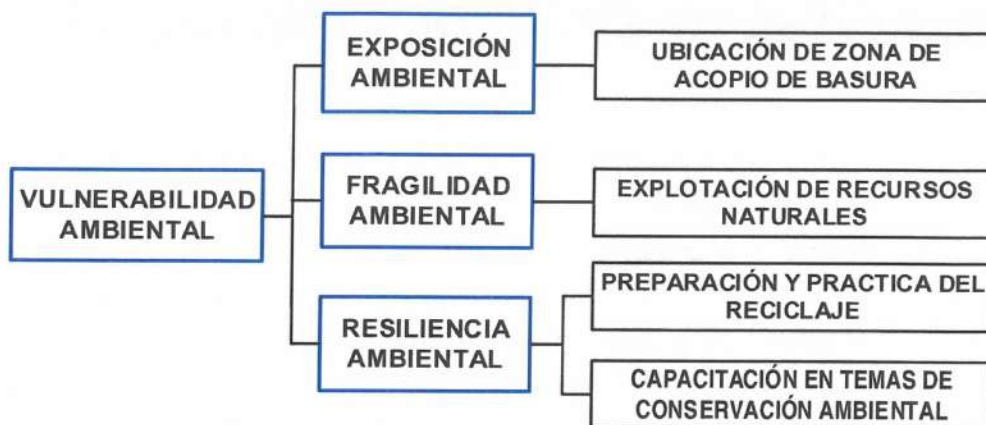 VULNERABILIDAD
AMBIENTAL
EXPOSICIÓN
AMBIENTAL
UBICACIÓN DE ZONA DE
ACOPIO DE BASURA
FRAGILIDAD
AMBIENTAL
EXPLOTACIÓN DE RECURSOS
NATURALES
RESILIENCIA
AMBIENTAL
PREPARACIÓN Y PRACTICA DEL
RECICLAJE
CAPACITACIÓN EN TEMAS DE
CONSERVACIÓN AMBIENTAL